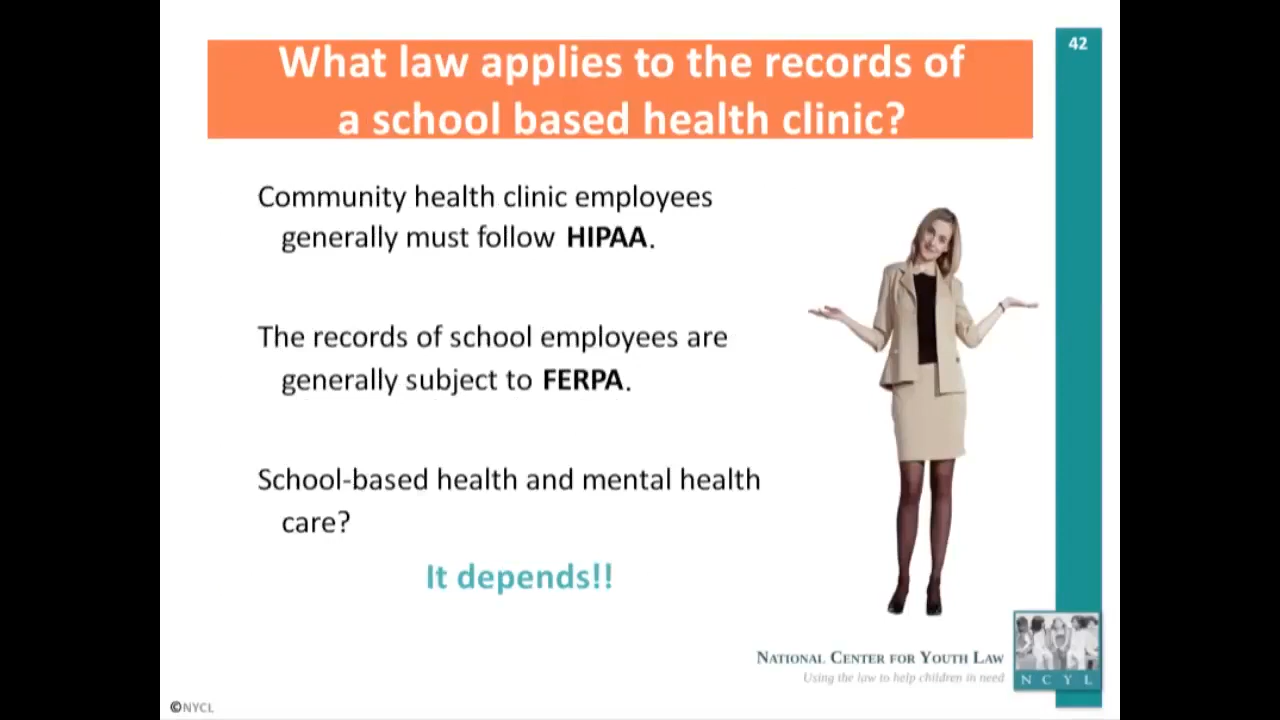 42
What law applies to the records of
a school based health clinic?
Community health clinic employees
generally must follow HIPAA.
The records of school employees are
generally subject to FERPA.
School-based health and mental health
care?
It depends!!
NATIONAL CENTER FOR YOUTH LAW
Using the law to help children in need
NCYL
©NYCL